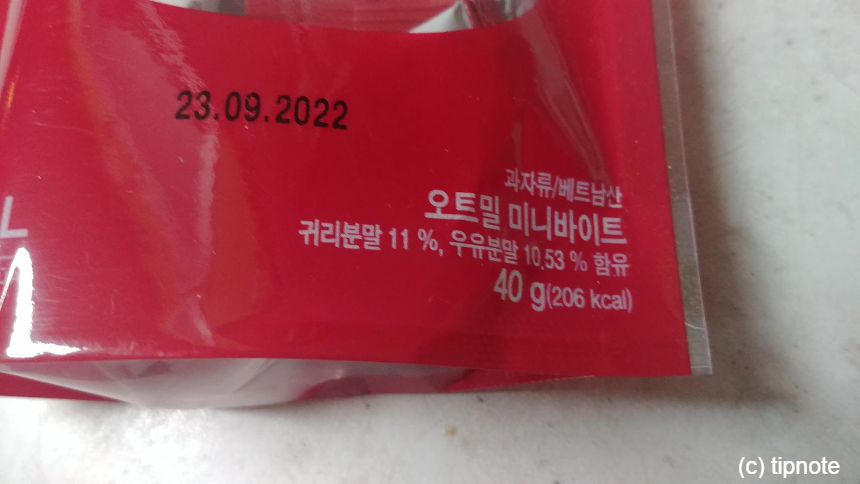 23.09.2022
과자류/베트남산
오트밀 미니바이트
귀리분말 11 %, 우유분말 10.53 % 함유
40 g(206 kcal)
(c) tipnote